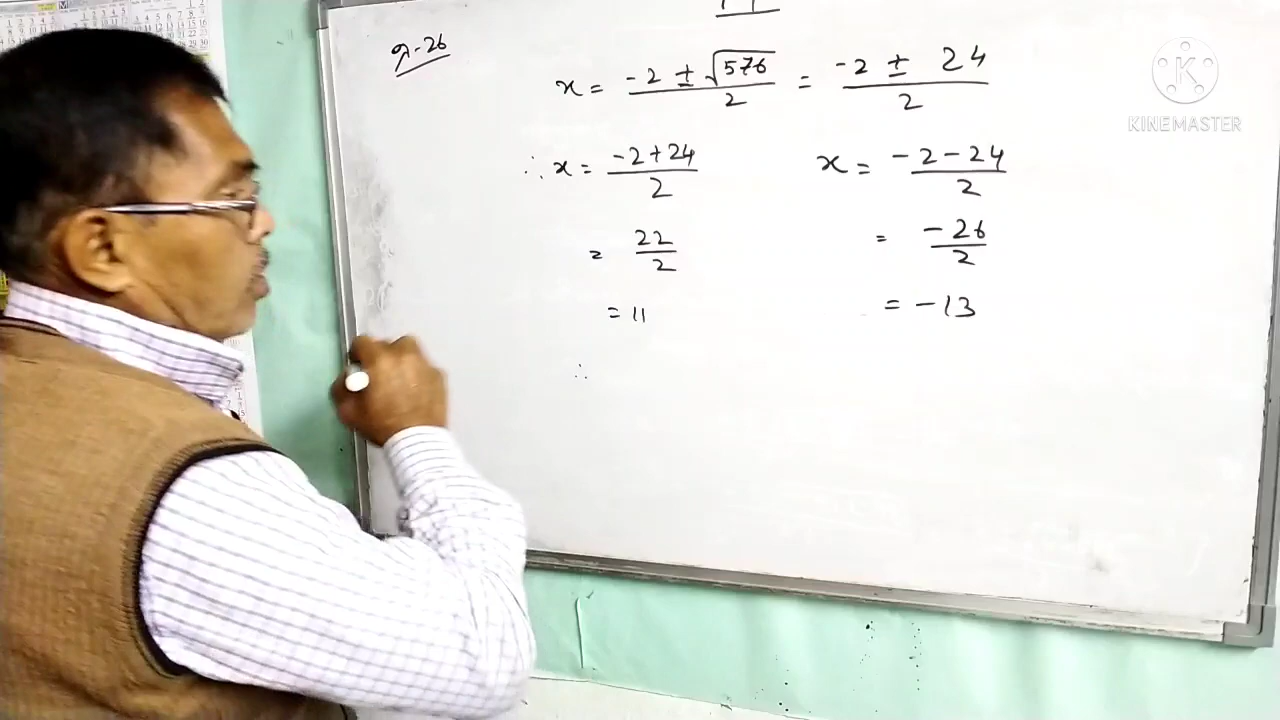 প্র-26
x = (-2 ± √576)/2 = (-2 ± 24)/2
∴ x = (-2+24)/2 x = (-2-24)/2
= 22/2 = -26/2
= 11 = -13
∴
KINEMASTER